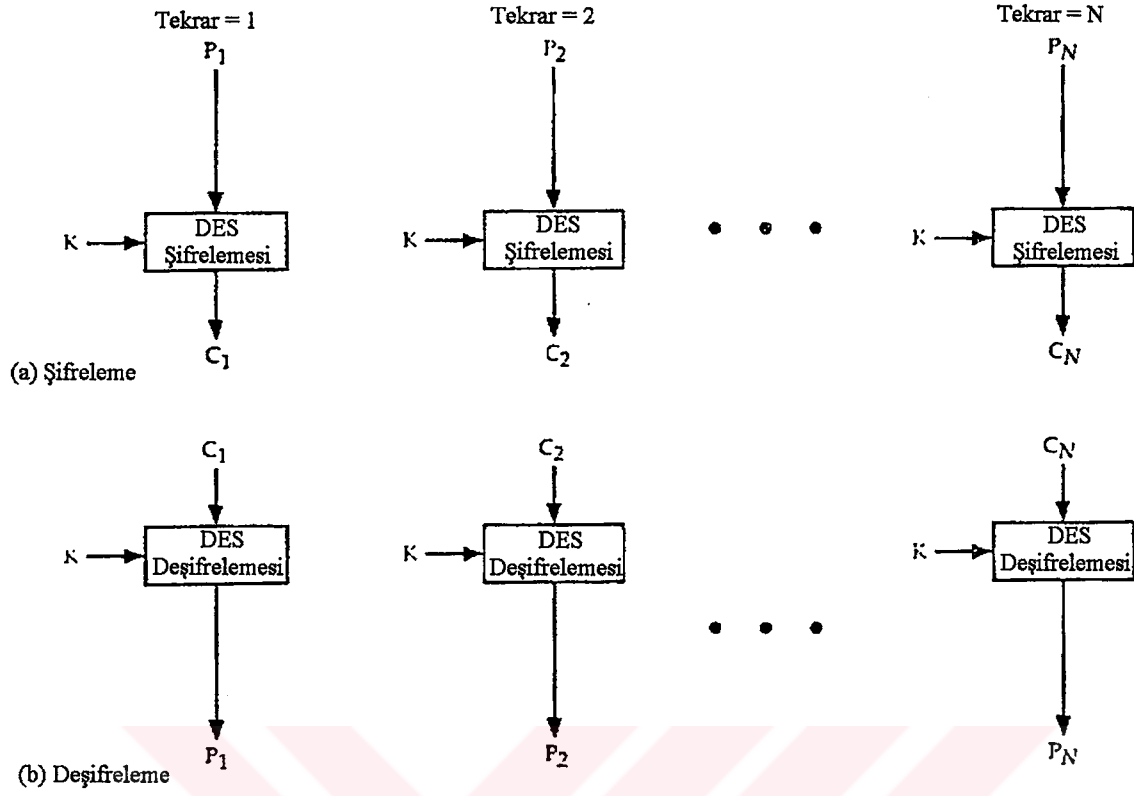 Tekrar = 1 Tekrar = 2 Tekrar = N
P1 P2 PN
K DES Şifrelemesi K DES Şifrelemesi K DES Şifrelemesi
C1 C2 CN
(a) Şifreleme
C1 C2 CN
K DES Deşifrelemesi K DES Deşifrelemesi K DES Deşifrelemesi
P1 P2 PN
(b) Deşifreleme